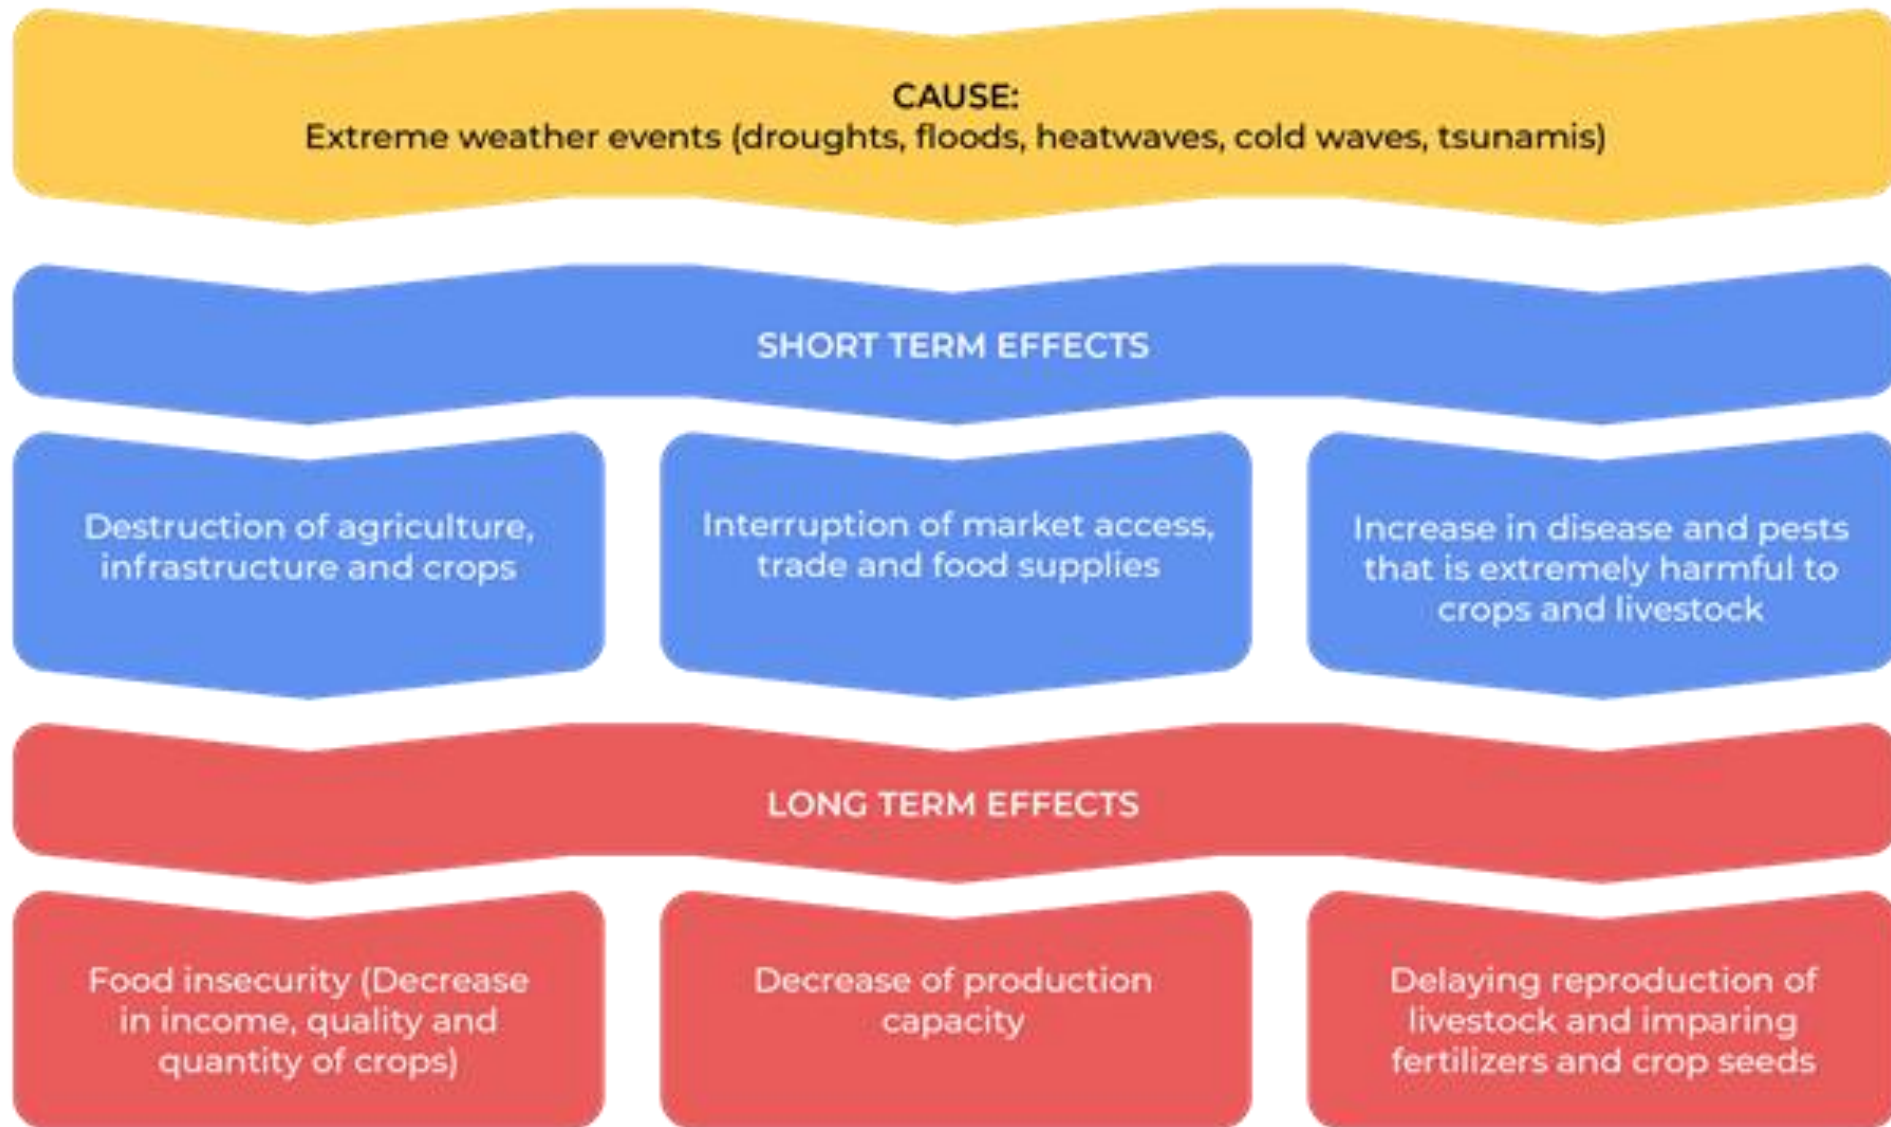 CAUSE:
Extreme weather events (droughts, floods, heatwaves, cold waves, tsunamis)
SHORT TERM EFFECTS
Destruction of agriculture,
infrastructure and crops
Interruption of market access,
trade and food supplies
Increase in disease and pests
that is extremely harmful to
crops and livestock
LONG TERM EFFECTS
Food insecurity (Decrease
in income, quality and
quantity of crops)
Decrease of production
capacity
Delaying reproduction of
livestock and imparing
fertilizers and crop seeds